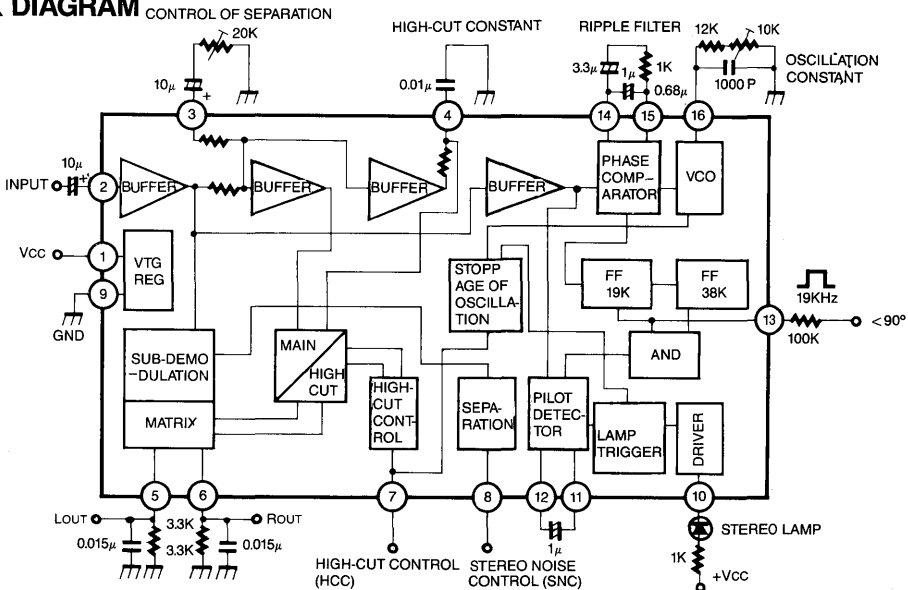 K DIAGRAM
CONTROL OF SEPARATION
20K
10μ
+
HIGH-CUT CONSTANT
0.01μ
RIPPLE FILTER
3.3μ
1μ
1K
0.68μ
12K
10K
1000 P
OSCILLATION
CONSTANT
3
4
14
15
16
INPUT
10μ
+
2
BUFFER
BUFFER
BUFFER
BUFFER
PHASE
COMP-
ARATOR
VCO
VCC
1
9
GND
VTG
REG
STOPP
AGE OF
OSCILLA-
TION
FF
19K
FF
38K
19KHz
13
100K
<90°
AND
SUB-DEMO
-DULATION
MATRIX
MAIN
HIGH
CUT
HIGH-
CUT
CONT-
ROL
SEPA-
RATION
PILOT
DETEC-
TOR
LAMP
TRIGGER
DRIVER
5
6
7
8
12
11
10
LOUT
0.015μ
3.3K
3.3K
ROUT
0.015μ
HIGH-CUT CONTROL
(HCC)
STEREO NOISE
CONTROL (SNC)
1μ
STEREO LAMP
1K
+VCC